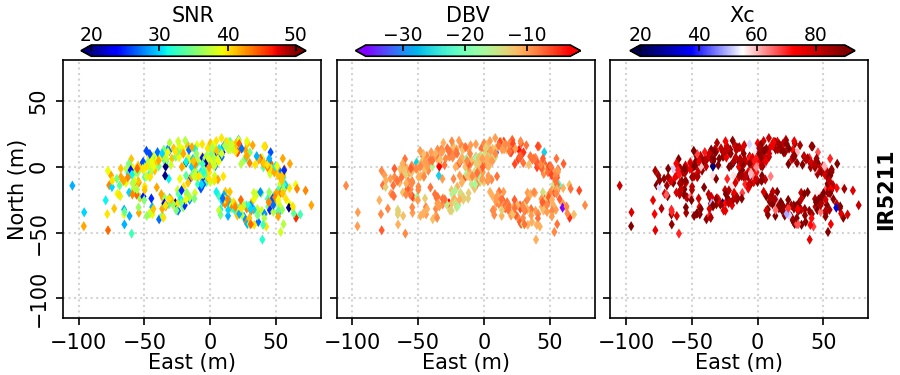 SNR DBV Xc
20 30 40 50 −30 −20 −10 20 40 60 80
50
0
−50
−100
North (m)
−100 −50 0 50 −100 −50 0 50 −100 −50 0 50
East (m) East (m) East (m)
IR5211